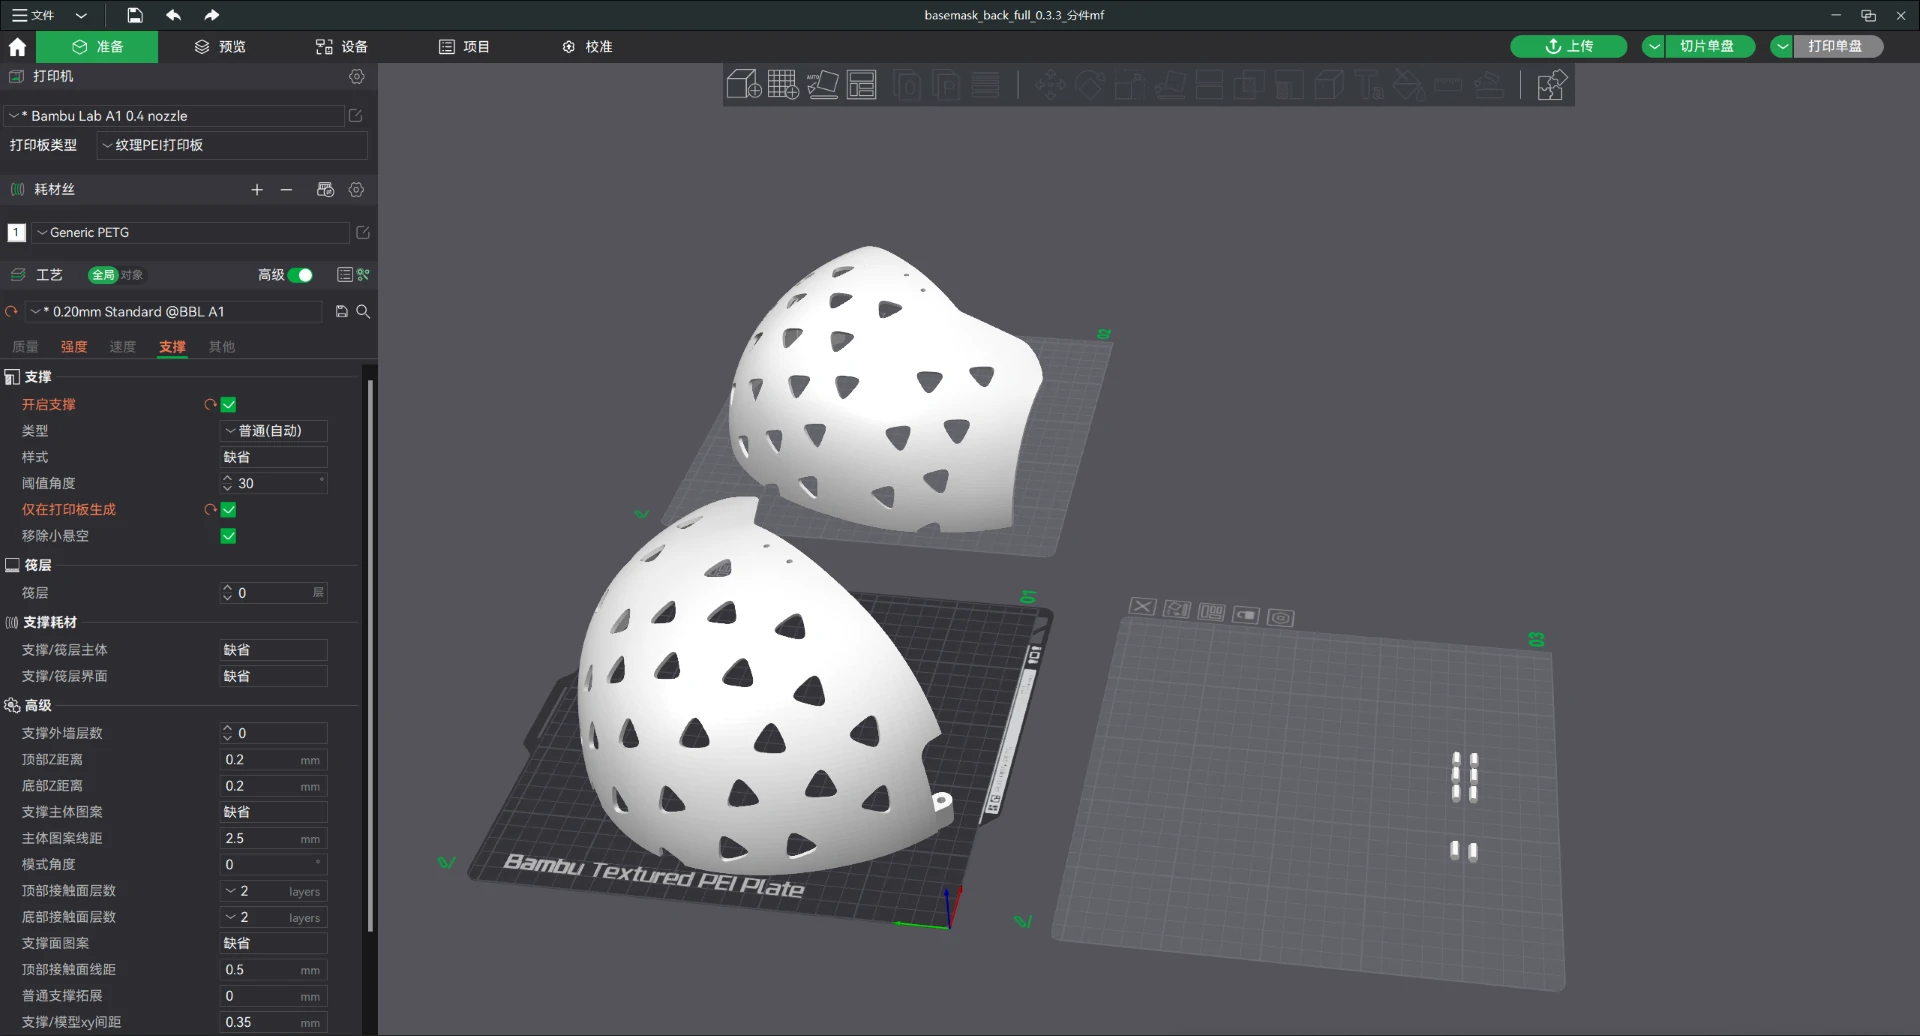 文件
basemask_back_full_0.3.3_分件mf
准备
预览
设备
项目
校准
上传
切片单盘
打印单盘
打印机
* Bambu Lab A1 0.4 nozzle
打印板类型
纹理PEI打印板
耗材丝
1
Generic PETG
工艺
全局
对象
高级
* 0.20mm Standard @BBL A1
质量
强度
速度
支撑
其他
支撑
开启支撑
类型
普通(自动)
样式
缺省
阈值角度
30
°
仅在打印板生成
移除小悬空
筏层
筏层
0
层
支撑耗材
支撑/筏层主体
缺省
支撑/筏层界面
缺省
高级
支撑外墙层数
0
顶部Z距离
0.2
mm
底部Z距离
0.2
mm
支撑主体图案
缺省
主体图案线距
2.5
mm
模式角度
0
°
顶部接触面层数
2
layers
底部接触面层数
2
layers
支撑面图案
缺省
顶部接触面线距
0.5
mm
普通支撑拓展
0
mm
支撑/模型xy间距
0.35
mm
AUTO
02
01
03
Bambu Textured PEI Plate